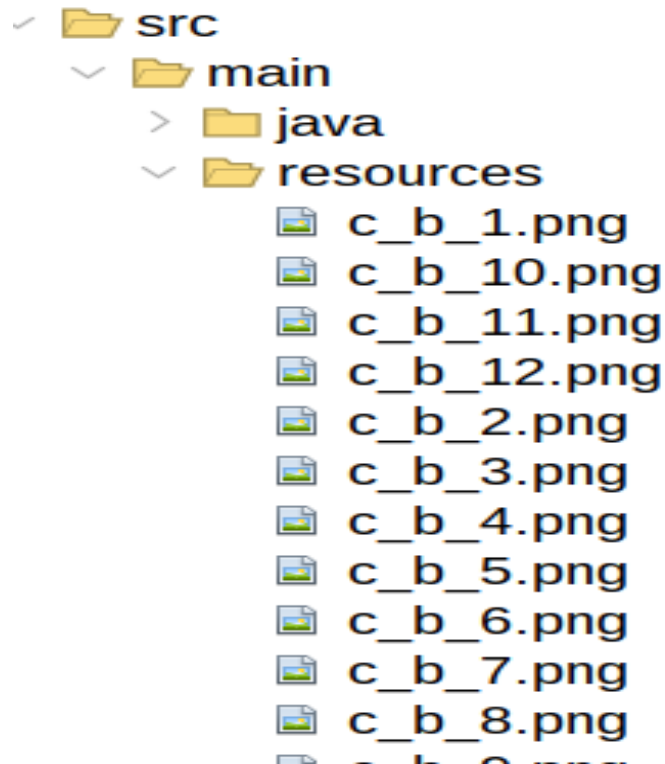 src
main
java
resources
c_b_1.png
c_b_10.png
c_b_11.png
c_b_12.png
c_b_2.png
c_b_3.png
c_b_4.png
c_b_5.png
c_b_6.png
c_b_7.png
c_b_8.png